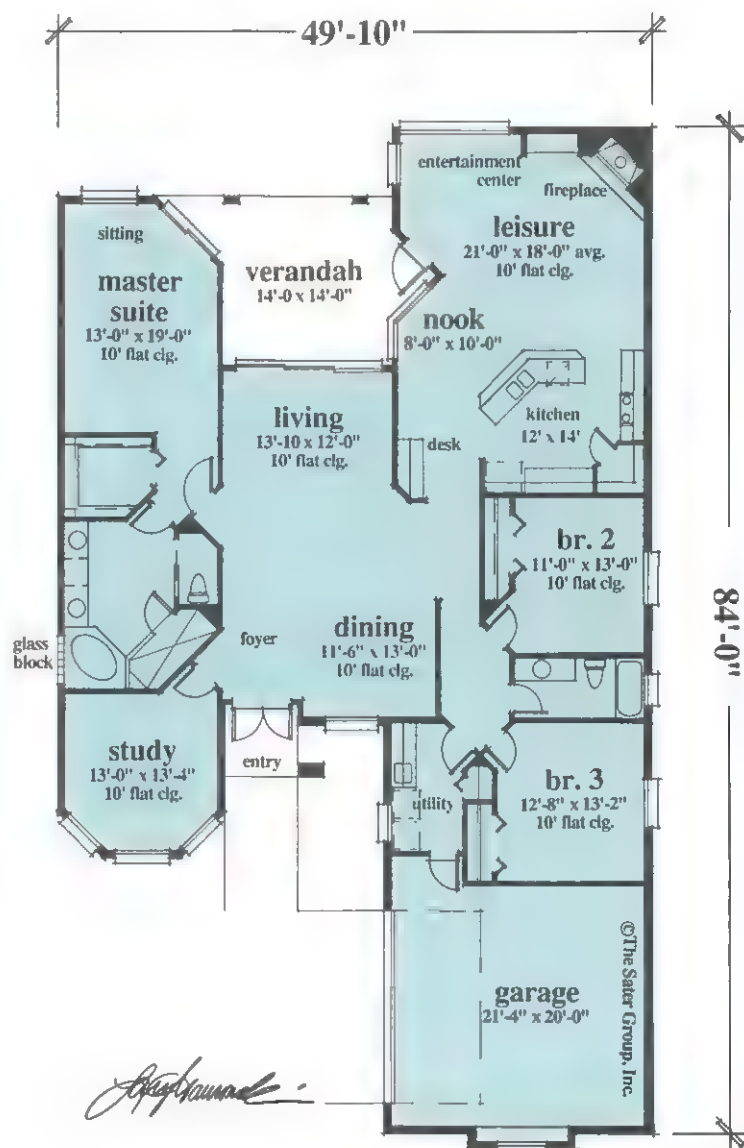 49'-10"
entertainment
center
fireplace
leisure
21'-0" x 18'-0" avg.
10' flat clg.
sitting
master
suite
13'-0" x 19'-0"
10' flat clg.
verandah
14'-0 x 14'-0"
nook
8'-0" x 10'-0"
living
13'-10 x 12'-0"
10' flat clg.
desk
kitchen
12' x 14'
br. 2
11'-0" x 13'-0"
10' flat clg.
84'-0"
glass
block
foyer
dining
11'-6" x 13'-0"
10' flat clg.
study
13'-0" x 13'-4"
10' flat clg.
entry
utility
br. 3
12'-8" x 13'-2"
10' flat clg.
garage
21'-4" x 20'-0"
©The Sater Group, Inc.